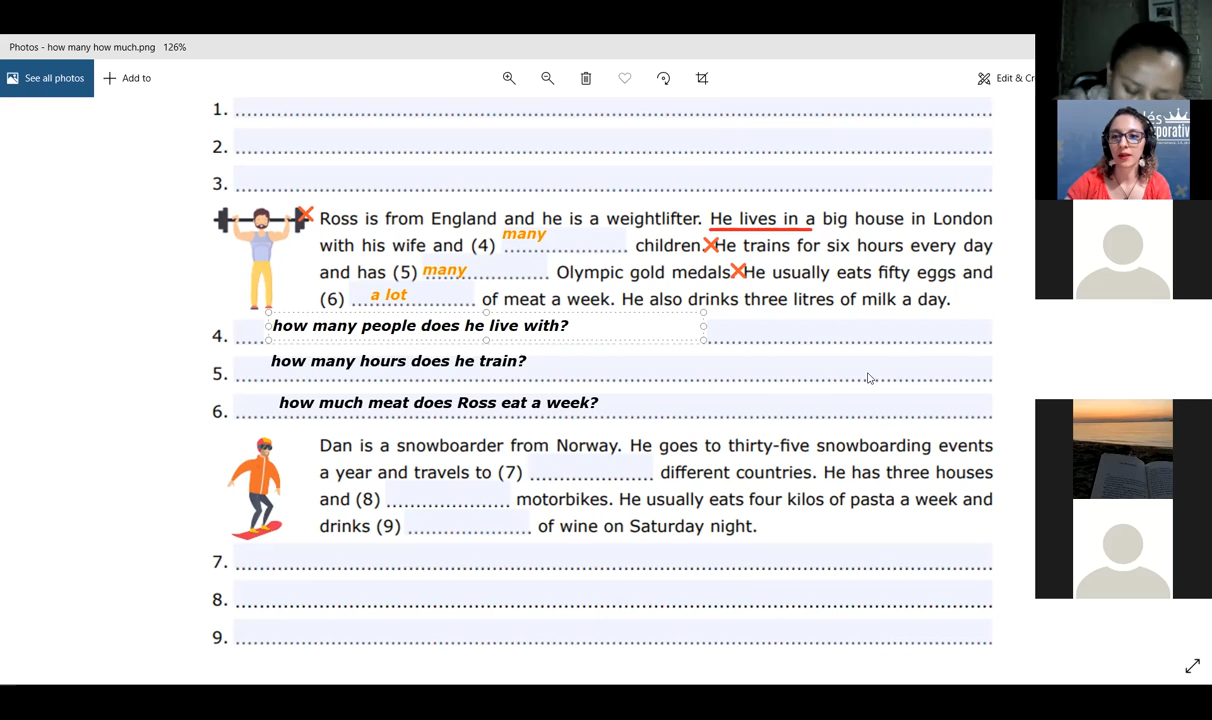 Photos - how many how much.png 126%
See all photos
Add to
Edit & Cr
és
rporativ
1.
2.
3.
Ross is from England and he is a weightlifter. He lives in a big house in London
many
with his wife and (4) children. He trains for six hours every day
many
and has (5) Olympic gold medals. He usually eats fifty eggs and
a lot
(6) of meat a week. He also drinks three litres of milk a day.
4. how many people does he live with?
5. how many hours does he train?
6. how much meat does Ross eat a week?
Dan is a snowboarder from Norway. He goes to thirty-five snowboarding events
a year and travels to (7) different countries. He has three houses
and (8) motorbikes. He usually eats four kilos of pasta a week and
drinks (9) of wine on Saturday night.
7.
8.
9.